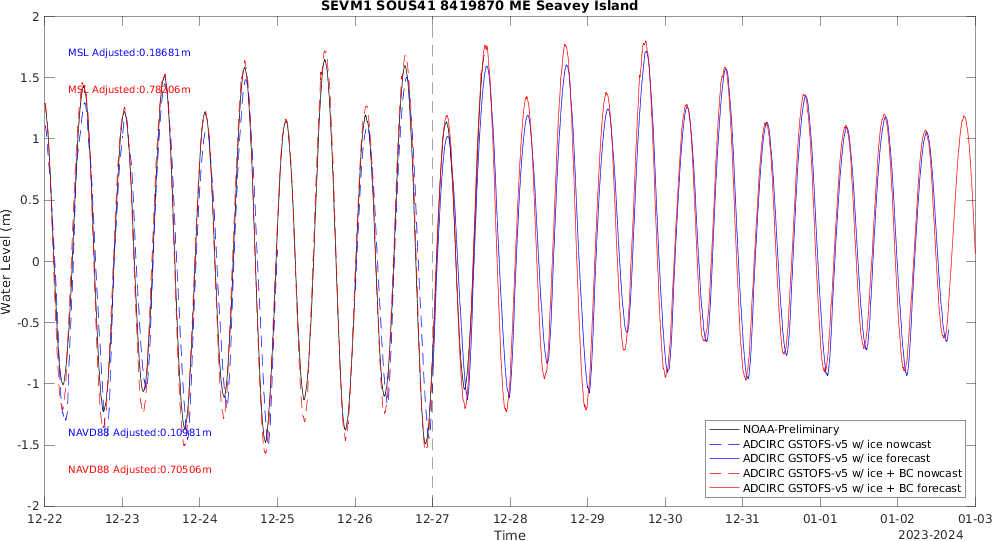 SEVM1 SOUS41 8419870 ME Seavey Island
2
1.5
1
0.5
0
-0.5
-1
-1.5
-2
Water Level (m)
MSL Adjusted:0.18681m
MSL Adjusted:0.78206m
NAVD88 Adjusted:0.10981m
NAVD88 Adjusted:0.70506m
NOAA-Preliminary
ADCIRC GSTOFS-v5 w/ ice nowcast
ADCIRC GSTOFS-v5 w/ ice forecast
ADCIRC GSTOFS-v5 w/ ice + BC nowcast
ADCIRC GSTOFS-v5 w/ ice + BC forecast
12-22 12-23 12-24 12-25 12-26 12-27 12-28 12-29 12-30 12-31 01-01 01-02 01-03
Time
2023-2024